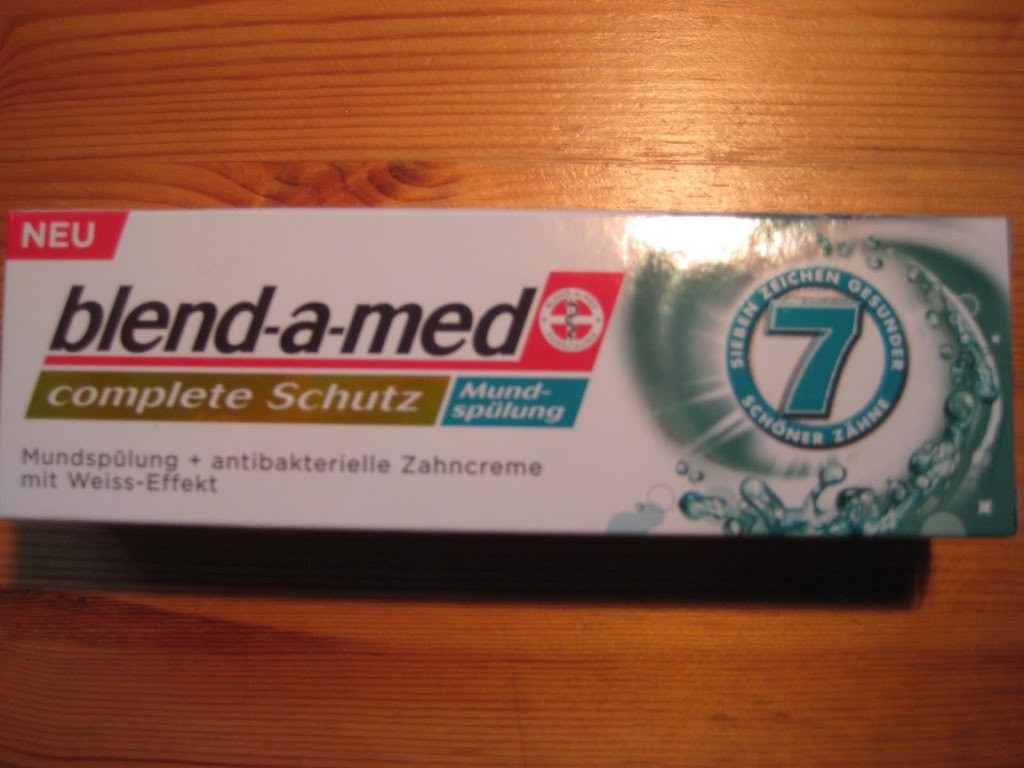 NEU
blend-a-med
complete Schutz
Mund-
spülung
Mundspülung + antibakterielle Zahncreme
mit Weiss-Effekt
SIEBEN ZEICHEN GESUNDER
7
SCHÖNER ZÄHNE